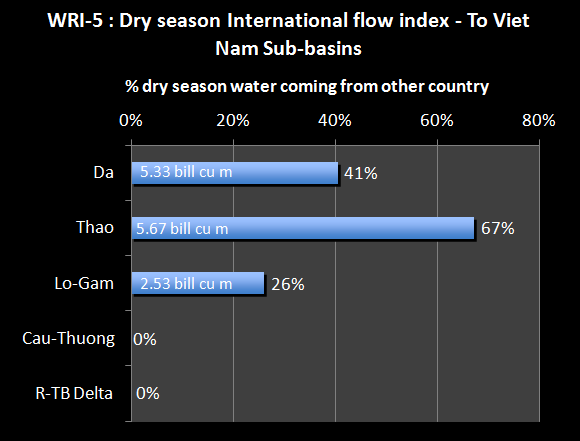 WRI-5 : Dry season International flow index - To Viet
Nam Sub-basins
% dry season water coming from other country
0% 20% 40% 60% 80%
Da 5.33 bill cu m 41%
Thao 5.67 bill cu m 67%
Lo-Gam 2.53 bill cu m 26%
Cau-Thuong 0%
R-TB Delta 0%